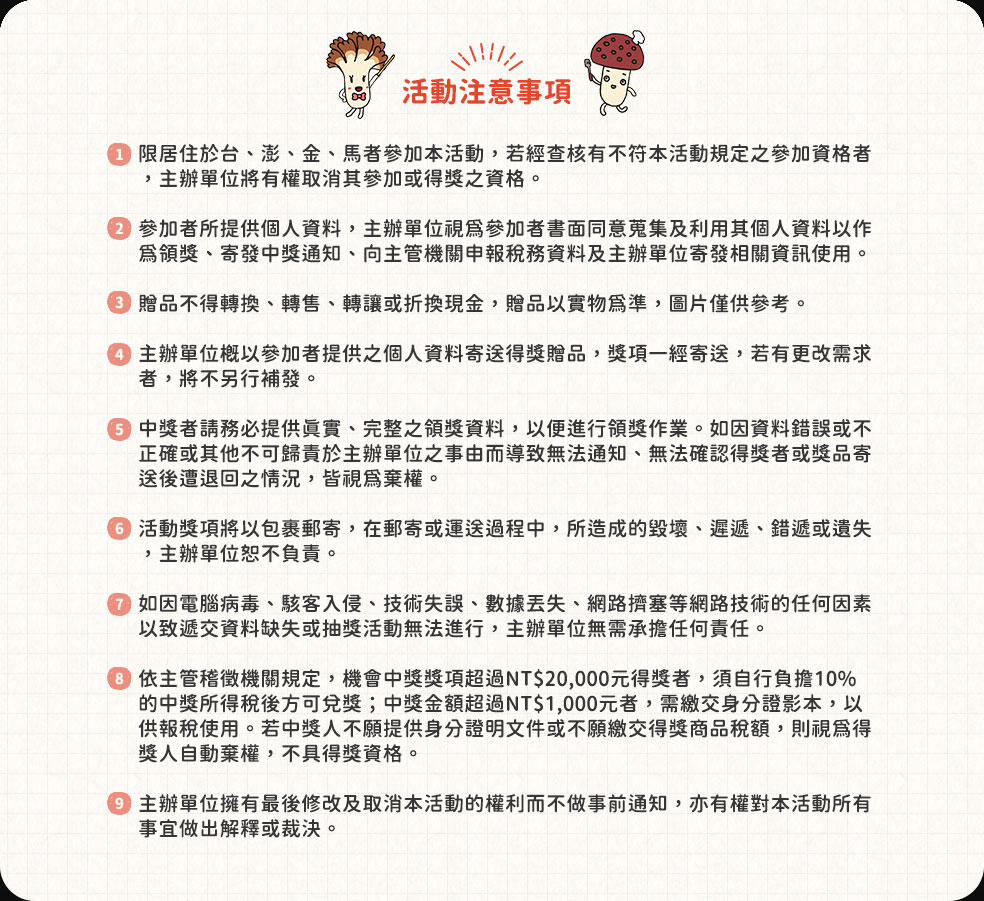 活動注意事項
1 限居住於台、澎、金、馬者參加本活動，若經查核有不符本活動規定之參加資格者
，主辦單位將有權取消其參加或得獎之資格。
2 參加者所提供個人資料，主辦單位視爲參加者書面同意蒐集及利用其個人資料以作
爲領獎、寄發中獎通知、向主管機關申報稅務資料及主辦單位寄發相關資訊使用。
3 贈品不得轉換、轉售、轉讓或折換現金，贈品以實物爲準，圖片僅供參考。
4 主辦單位概以參加者提供之個人資料寄送得獎贈品，獎項一經寄送，若有更改需求
者，將不另行補發。
5 中獎者請務必提供眞實、完整之領獎資料，以便進行領獎作業。如因資料錯誤或不
正確或其他不可歸責於主辦單位之事由而導致無法通知、無法確認得獎者或獎品寄
送後遭退回之情況，皆視爲棄權。
6 活動獎項將以包裹郵寄，在郵寄或運送過程中，所造成的毀壞、遲遞、錯遞或遺失
，主辦單位恕不負責。
7 如因電腦病毒、駭客入侵、技術失誤、數據丟失、網路擠塞等網路技術的任何因素
以致遞交資料缺失或抽獎活動無法進行，主辦單位無需承擔任何責任。
8 依主管稽徵機關規定，機會中獎獎項超過NT$20,000元得獎者，須自行負擔10%
的中獎所得稅後方可兌獎；中獎金額超過NT$1,000元者，需繳交身分證影本，以
供報稅使用。若中獎人不願提供身分證明文件或不願繳交得獎商品稅額，則視爲得
獎人自動棄權，不具得獎資格。
9 主辦單位擁有最後修改及取消本活動的權利而不做事前通知，亦有權對本活動所有
事宜做出解釋或裁決。